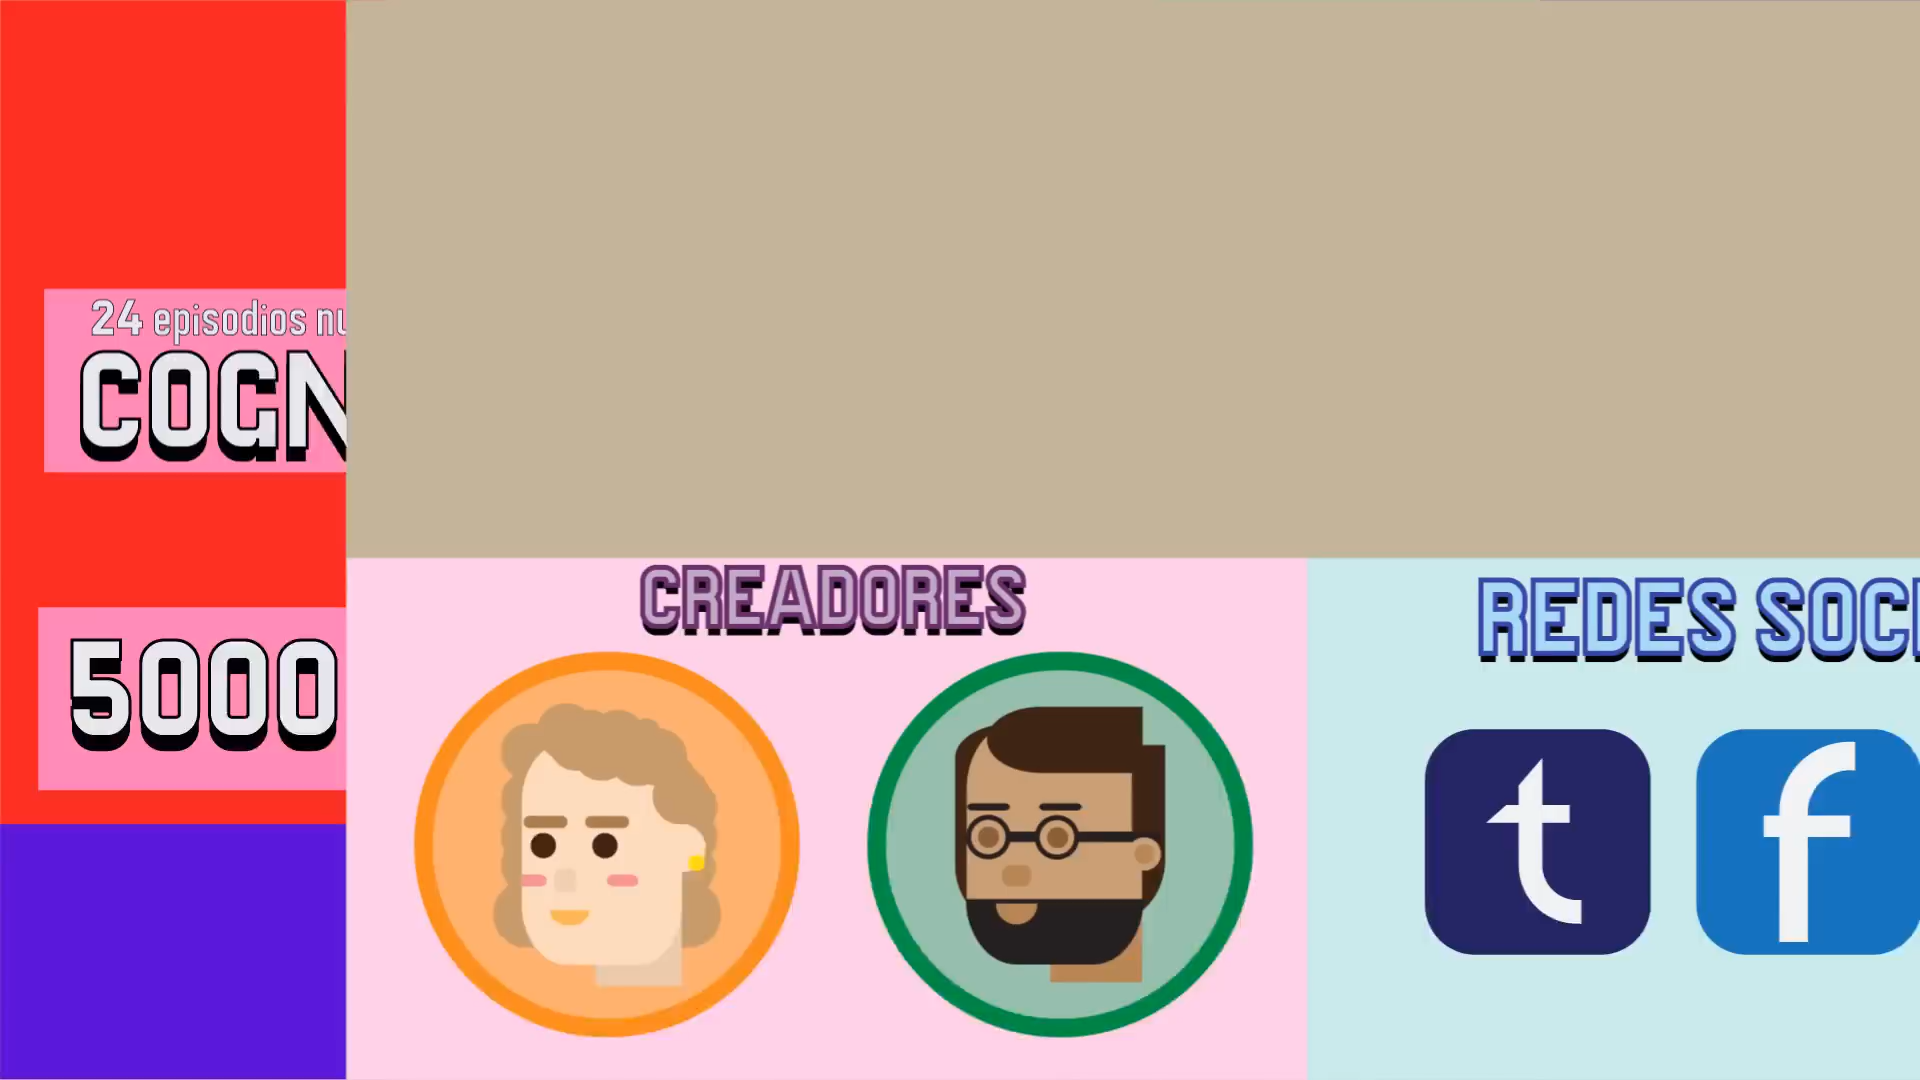 24 episodios
COGN
5000
CREADORES
REDES SOC
t f